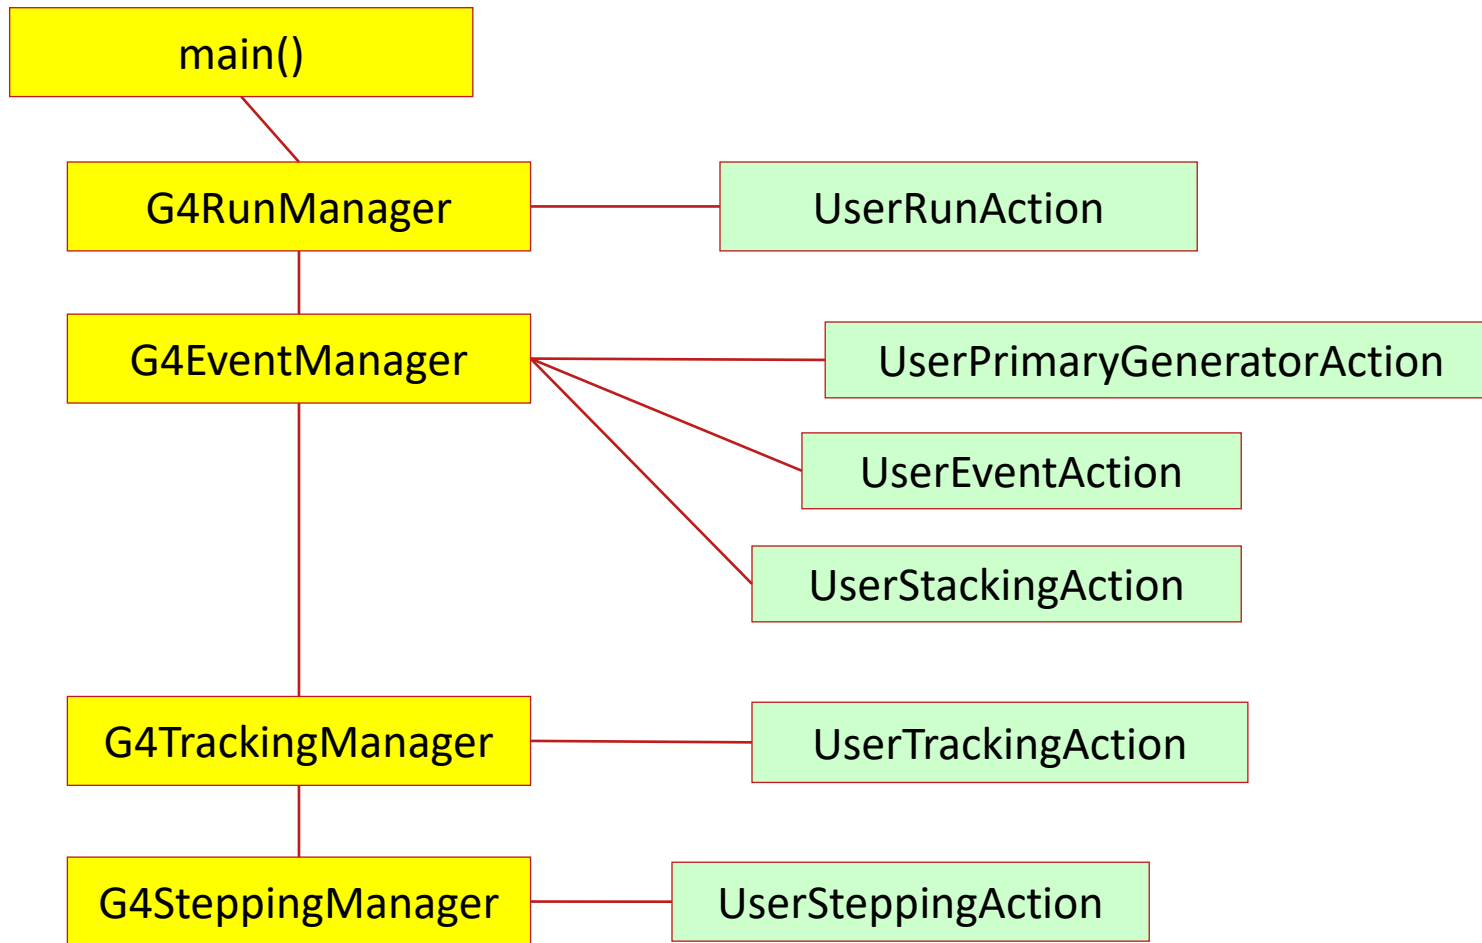 main()
G4RunManager
UserRunAction
G4EventManager
UserPrimaryGeneratorAction
UserEventAction
UserStackingAction
G4TrackingManager
UserTrackingAction
G4SteppingManager
UserSteppingAction